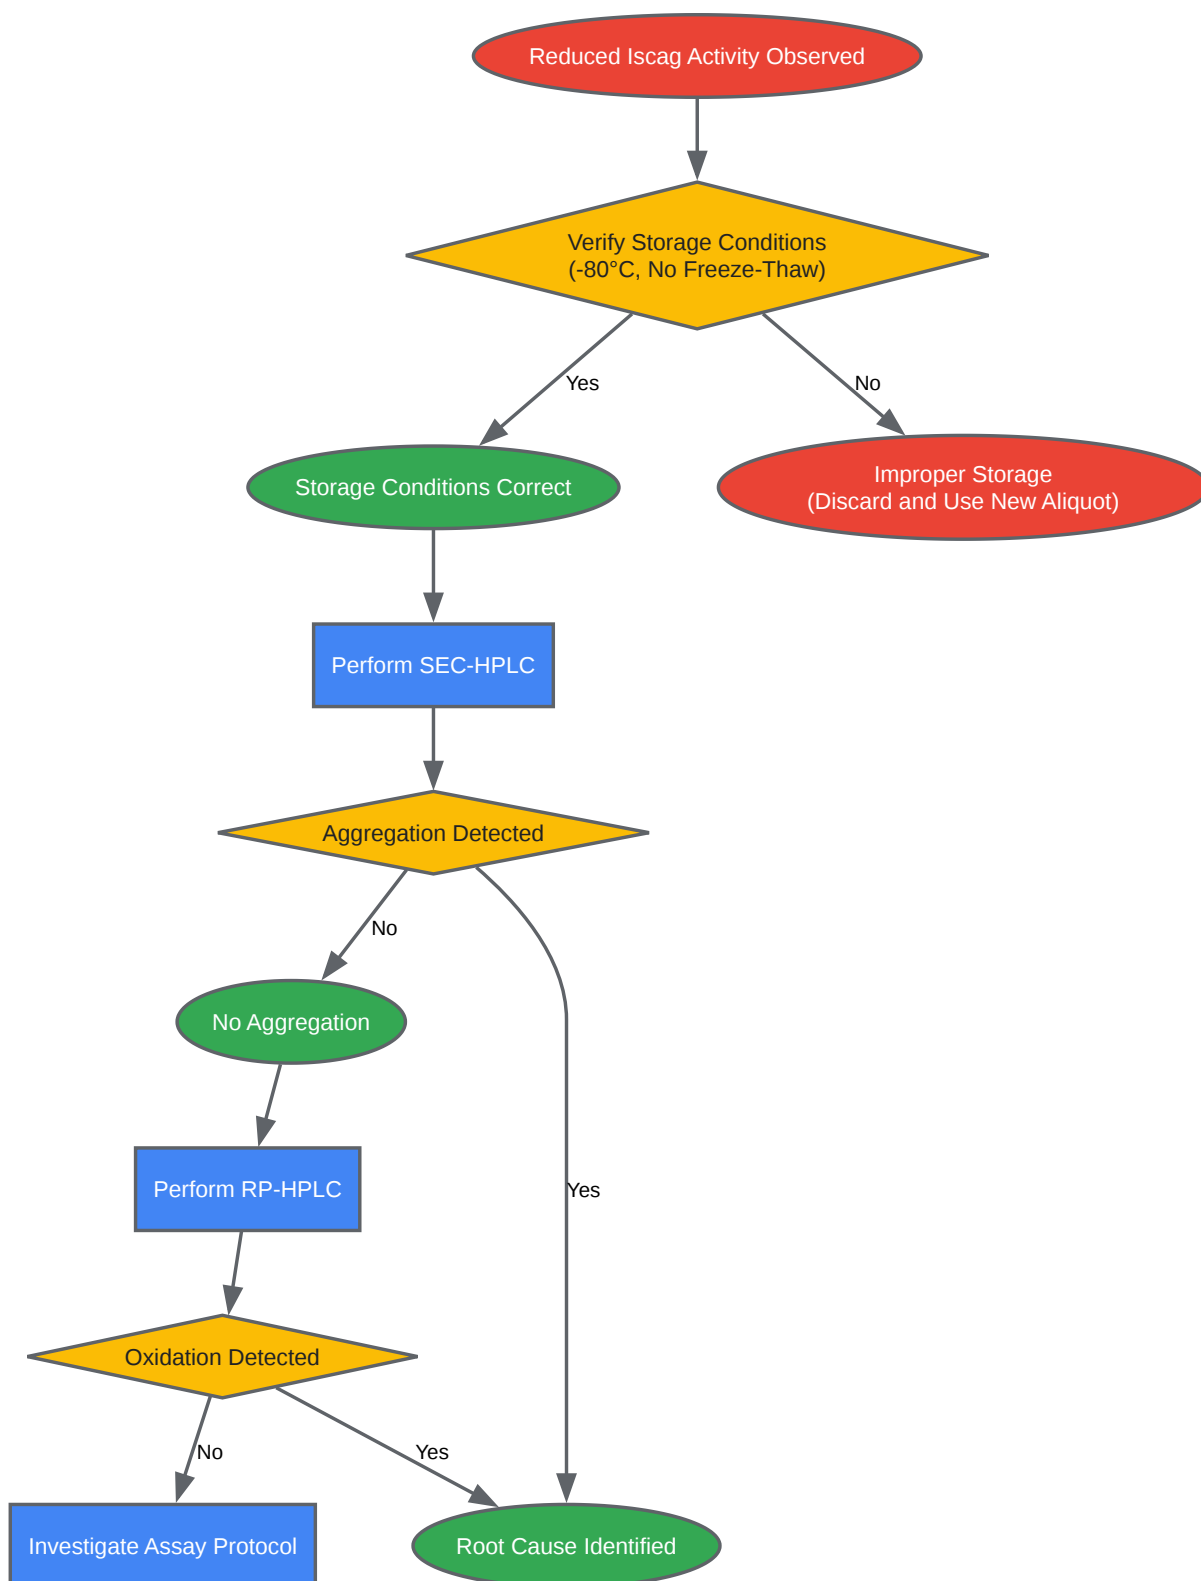 Reduced Iscag Activity Observed
Verify Storage Conditions
(-80°C, No Freeze-Thaw)
Yes
No
Storage Conditions Correct
Improper Storage
(Discard and Use New Aliquot)
Perform SEC-HPLC
Aggregation Detected
No
No Aggregation
Perform RP-HPLC
Yes
Oxidation Detected
No
Yes
Investigate Assay Protocol
Root Cause Identified